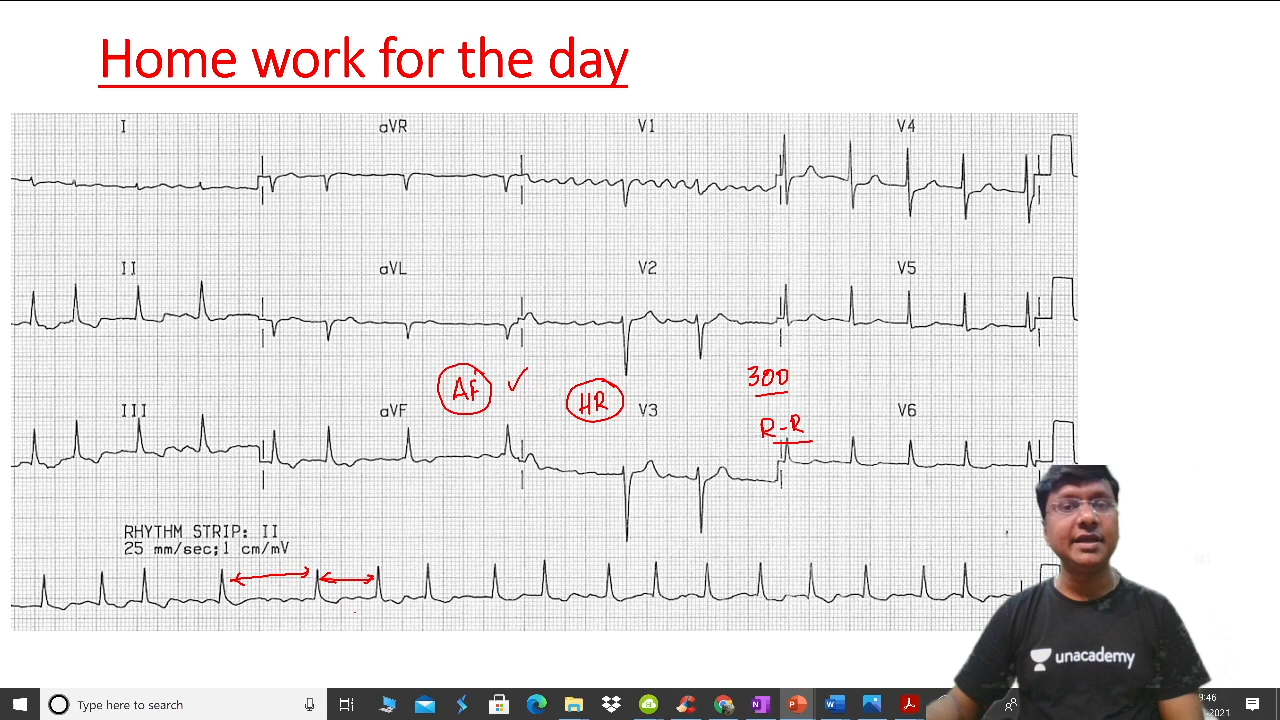 Home work for the day
I aVR V1 V4
II aVL V2 V5
AF HR 300
III aVF V3 V6
R-R
RHYTHM STRIP: II
25 mm/sec; 1 cm/mV
unacademy
Type here to search